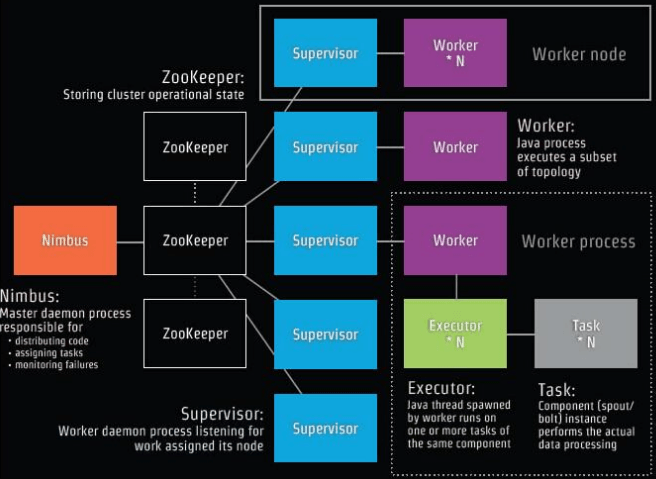 Supervisor
Worker
* N
Worker node
ZooKeeper:
Storing cluster operational state
ZooKeeper
Supervisor
Worker
Worker:
Java process
executes a subset
of topology
Nimbus
ZooKeeper
Supervisor
Worker
Worker process
Nimbus:
Master daemon process
responsible for
• distributing code
• assigning tasks
• monitoring failures
ZooKeeper
Supervisor
Executor
* N
Task
* N
Executor:
Java thread spawned
by worker runs on
one or more tasks of
the same component
Task:
Component (spout/
bolt) instance
performs the actual
data processing
Supervisor:
Worker daemon process listening for
work assigned its node
Supervisor